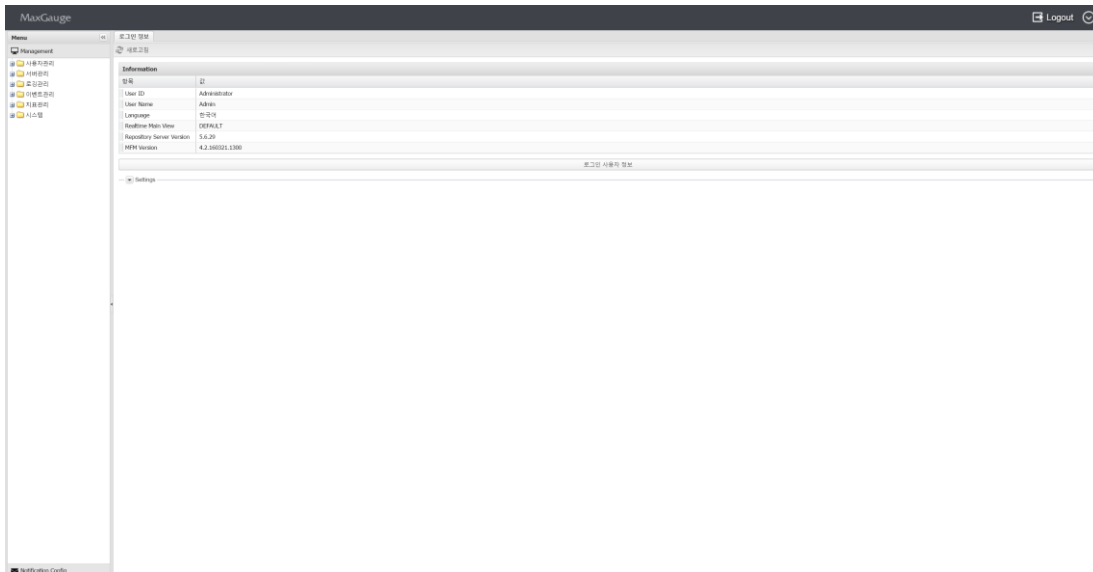 MaxGauge
Logout
Menu
로그인 정보
Management
새로고침
사용자관리
서버관리
로깅관리
이벤트관리
지표관리
시스템
Information
항목 값
User ID Administrator
User Name Admin
Language 한국어
Realtime Main View DEFAULT
Repository Server Version 5.6.29
MFM Version 4.2.160321.1300
로그인 사용자 정보
Settings
Notification Config